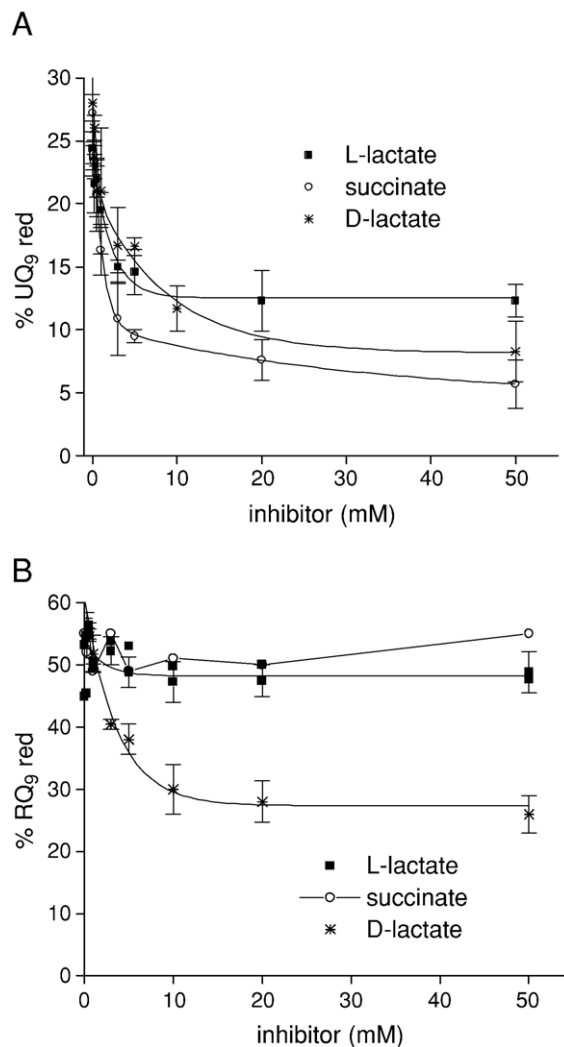 A
30
25
20
15
10
5
0
% UQ₉ red
L-lactate
succinate
D-lactate
0 10 20 30 40 50
inhibitor (mM)
B
60
50
40
30
20
10
0
% RQ₉ red
L-lactate
succinate
D-lactate
0 10 20 30 40 50
inhibitor (mM)